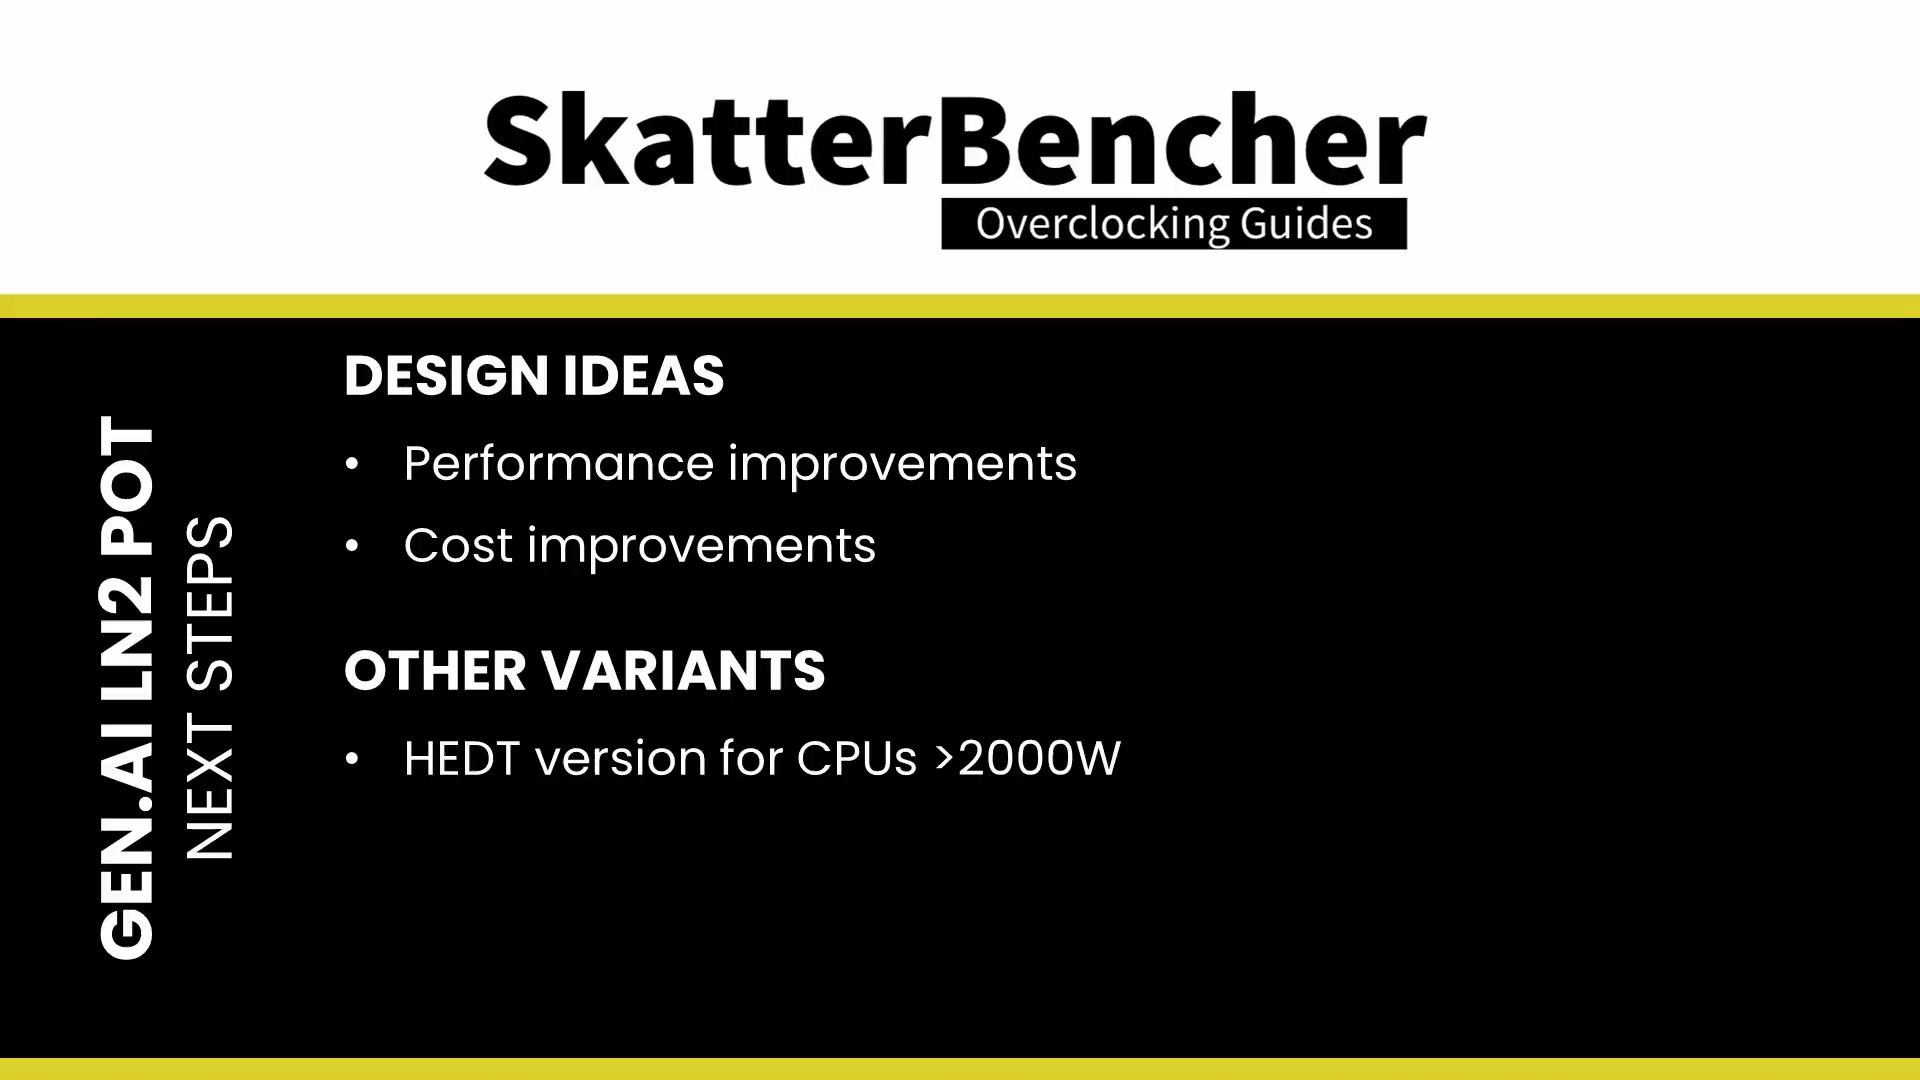 SkatterBencher
Overclocking Guides
GEN.AI LN2 POT
NEXT STEPS
DESIGN IDEAS
• Performance improvements
• Cost improvements
OTHER VARIANTS
• HEDT version for CPUs >2000W